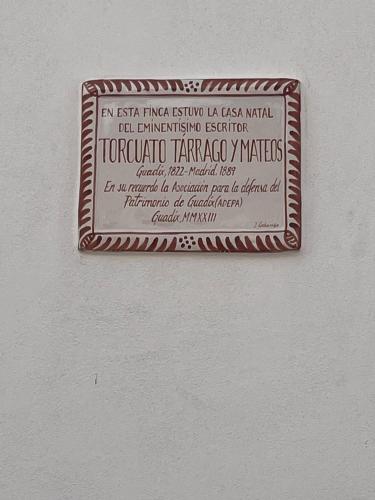 EN ESTA FINCA ESTUVO LA CASA NATAL
DEL EMINENTÍSIMO ESCRITOR
TORCUATO TÁRRAGO Y MATEOS
Guadix, 1822-Madrid. 1889
En su recuerdo la Asociación para la defensa del
Patrimonio de Guadix (ADEPA)
Guadix, MMXXIII